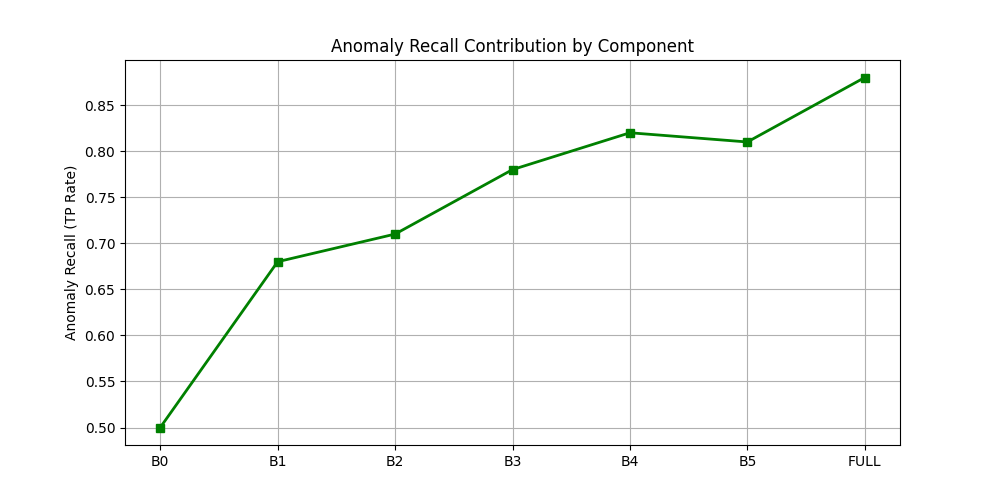 Anomaly Recall Contribution by Component
Anomaly Recall (TP Rate)
0.85
0.80
0.75
0.70
0.65
0.60
0.55
0.50
B0 B1 B2 B3 B4 B5 FULL